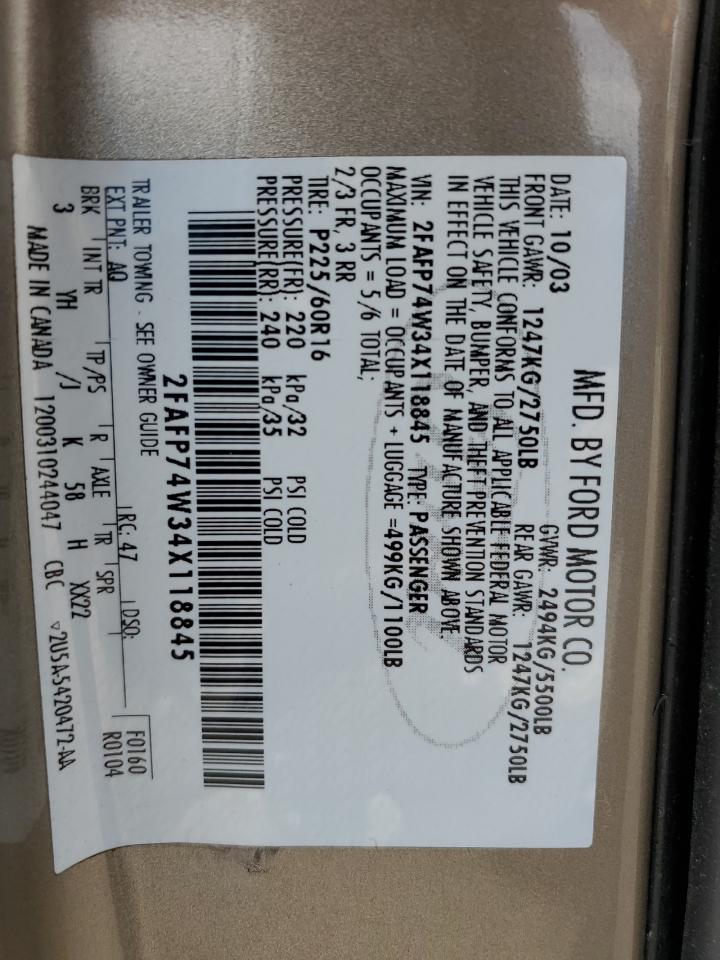 MFD. BY FORD MOTOR CO.
DATE: 10/03 GVWR: 2494KG/5500LB
FRONT GAWR: 1247KG/2750LB REAR GAWR: 1247KG/2750LB
THIS VEHICLE CONFORMS TO ALL APPLICABLE FEDERAL MOTOR
VEHICLE SAFETY, BUMPER, AND THEFT PREVENTION STANDARDS
IN EFFECT ON THE DATE OF MANUFACTURE SHOWN ABOVE.
VIN: 2FAFP74W34X118845 TYPE: PASSENGER
MAXIMUM LOAD = OCCUPANTS + LUGGAGE =499KG/1100LB
OCCUPANTS = 5/6 TOTAL;
2/3 FR, 3 RR
TIRE: P225/60R16
PRESSURE(FR): 220 kPa/32 PSI COLD
PRESSURE(RR): 240 kPa/35 PSI COLD
2FAFP74W34X118845
TRAILER TOWING - SEE OWNER GUIDE
EXT PNT: AQ RC: 47 DSO: F0160
BRK INT TR TP/PS R AXLE TR SPR R0104
3 YH /J K 58 H XX22
MADE IN CANADA 1200310244047 CBC ▽2U5A54204T2-AA